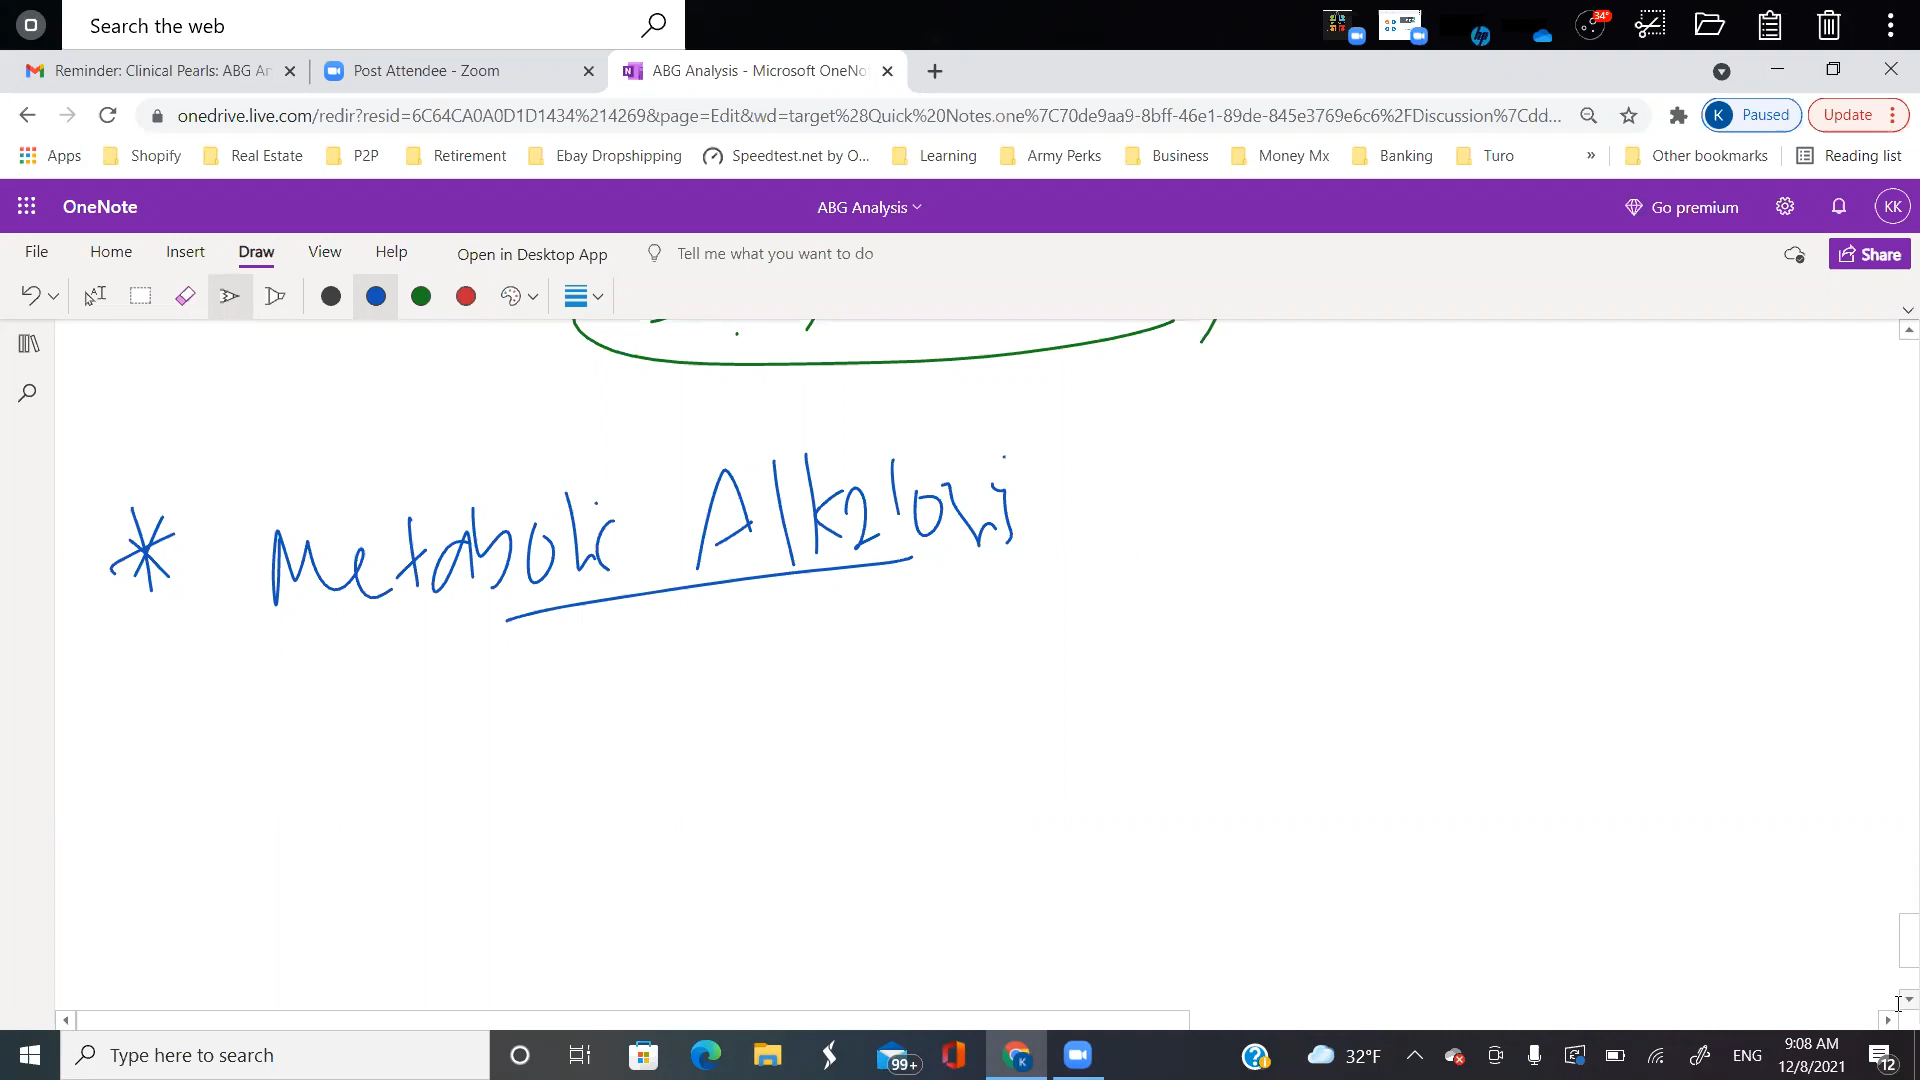 Search the web
34°
Reminder: Clinical Pearls: ABG Ar
Post Attendee - Zoom
ABG Analysis - Microsoft OneNo
onedrive.live.com/redir?resid=6C64CA0A0D1D1434%214269&page=Edit&wd=target%28Quick%20Notes.one%7C70de9aa9-8bff-46e1-89de-845e3769e6c6%2FDiscussion%7Cdd...
K Paused
Update
Apps Shopify Real Estate P2P Retirement Ebay Dropshipping Speedtest.net by O... Learning Army Perks Business Money Mx Banking Turo » Other bookmarks Reading list
OneNote
ABG Analysis
Go premium
KK
File Home Insert Draw View Help Open in Desktop App Tell me what you want to do
Share
* Metabolic Alkalosis
Type here to search
99+
32°F
ENG
9:08 AM
12/8/2021
12